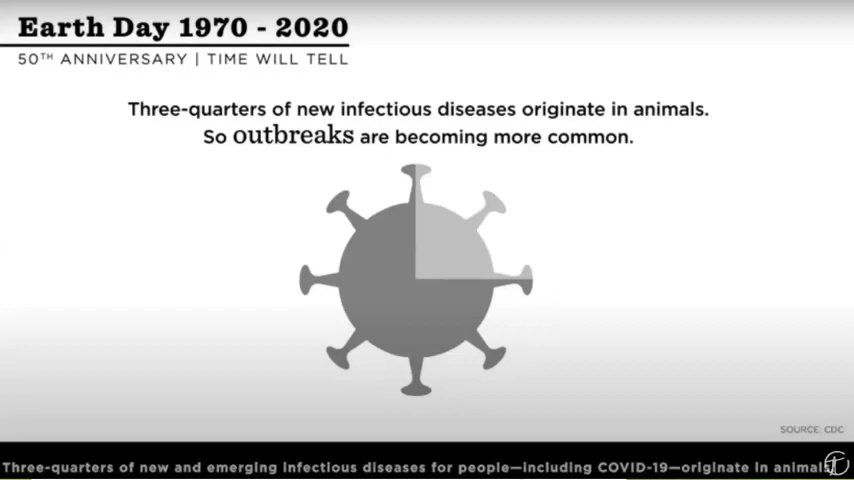 Earth Day 1970 - 2020
50TH ANNIVERSARY | TIME WILL TELL
Three-quarters of new infectious diseases originate in animals.
So outbreaks are becoming more common.
SOURCE: CDC
Three-quarters of new and emerging infectious diseases for people—including COVID-19—originate in animals